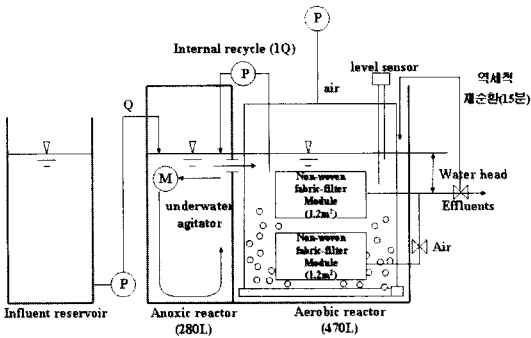 P
Internal recycle (1Q)
P
level sensor
air
역세척
재순환(15분)
Q
M
underwater
agitator
Non-woven
fabric-filter
Module
(1.2m²)
Water head
Effluents
Non-woven
fabric-filter
Module
(1.2m²)
Air
P
Influent reservoir
Anoxic reactor
(280L)
Aerobic reactor
(470L)